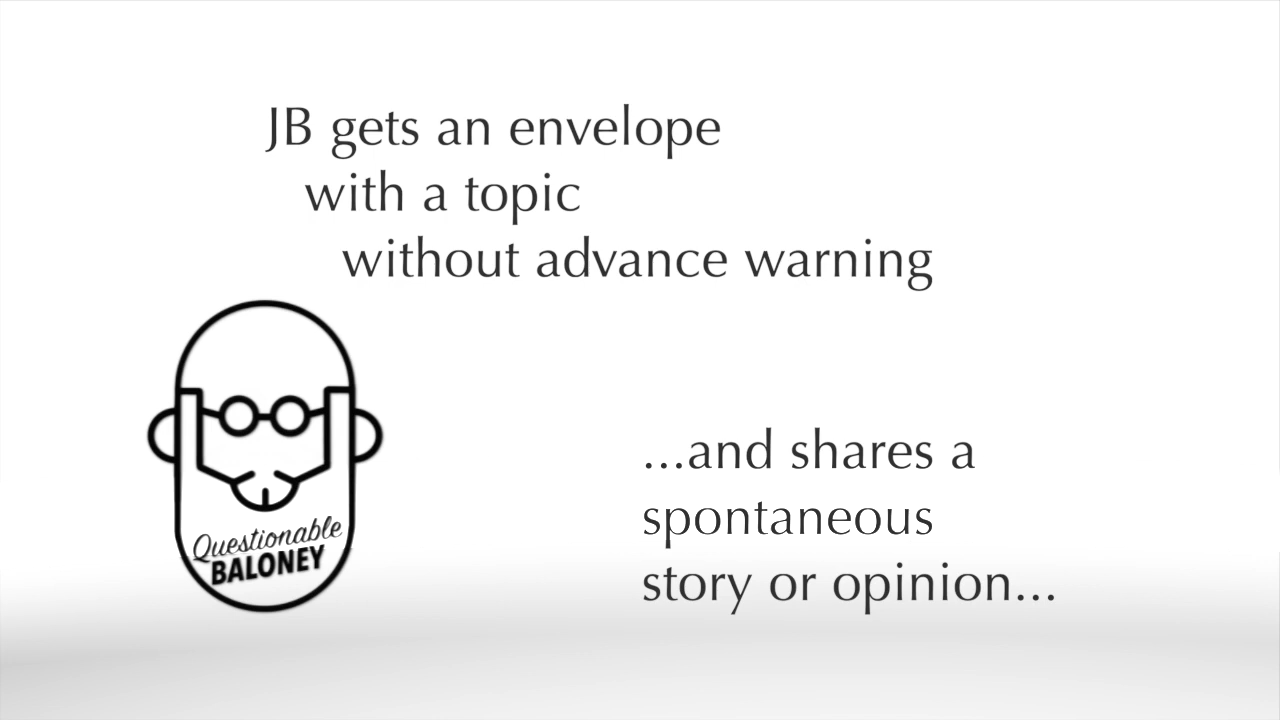 JB gets an envelope
with a topic
without advance warning
...and shares a
spontaneous
story or opinion...
Questionable
BALONEY